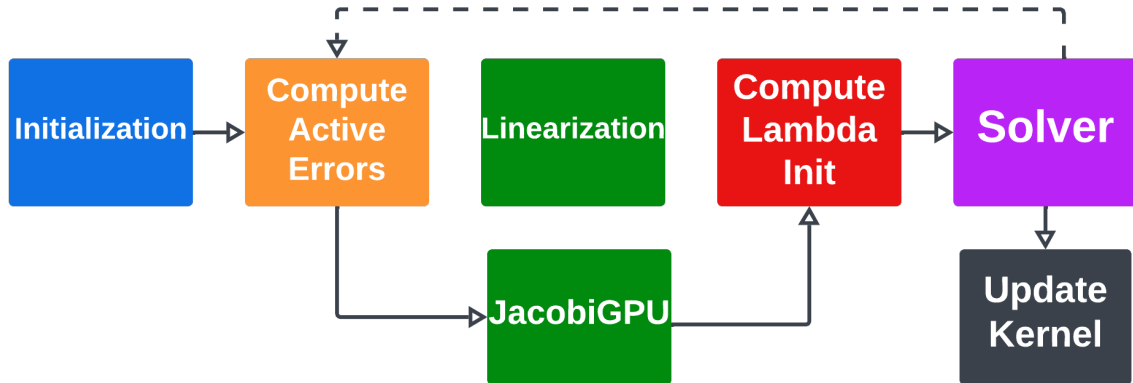 Initialization
Compute
Active
Errors
Linearization
Compute
Lambda
Init
Solver
JacobiGPU
Update
Kernel